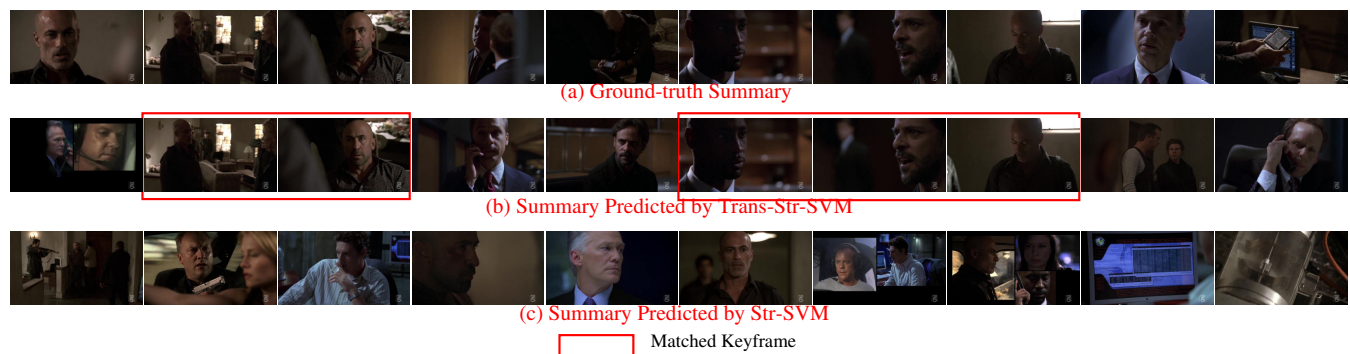 (a) Ground-truth Summary
(b) Summary Predicted by Trans-Str-SVM
(c) Summary Predicted by Str-SVM
Matched Keyframe